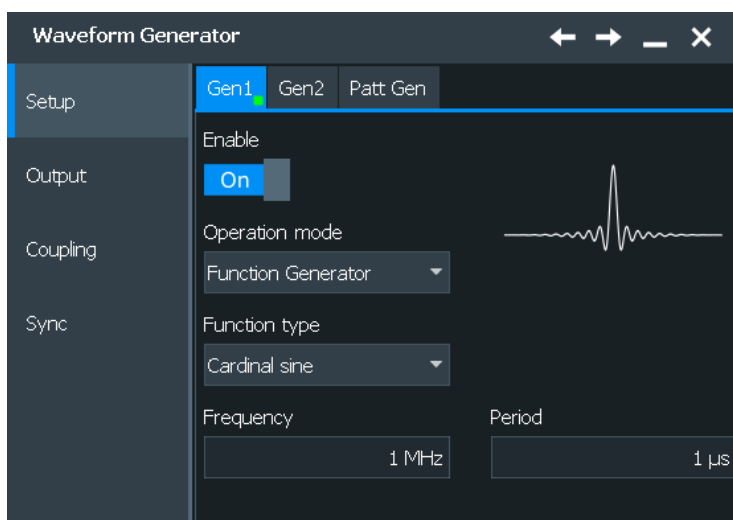 Waveform Generator
Setup
Output
Coupling
Sync
Gen1 Gen2 Patt Gen
Enable
On
Operation mode
Function Generator
Function type
Cardinal sine
Frequency Period
1 MHz 1 µs